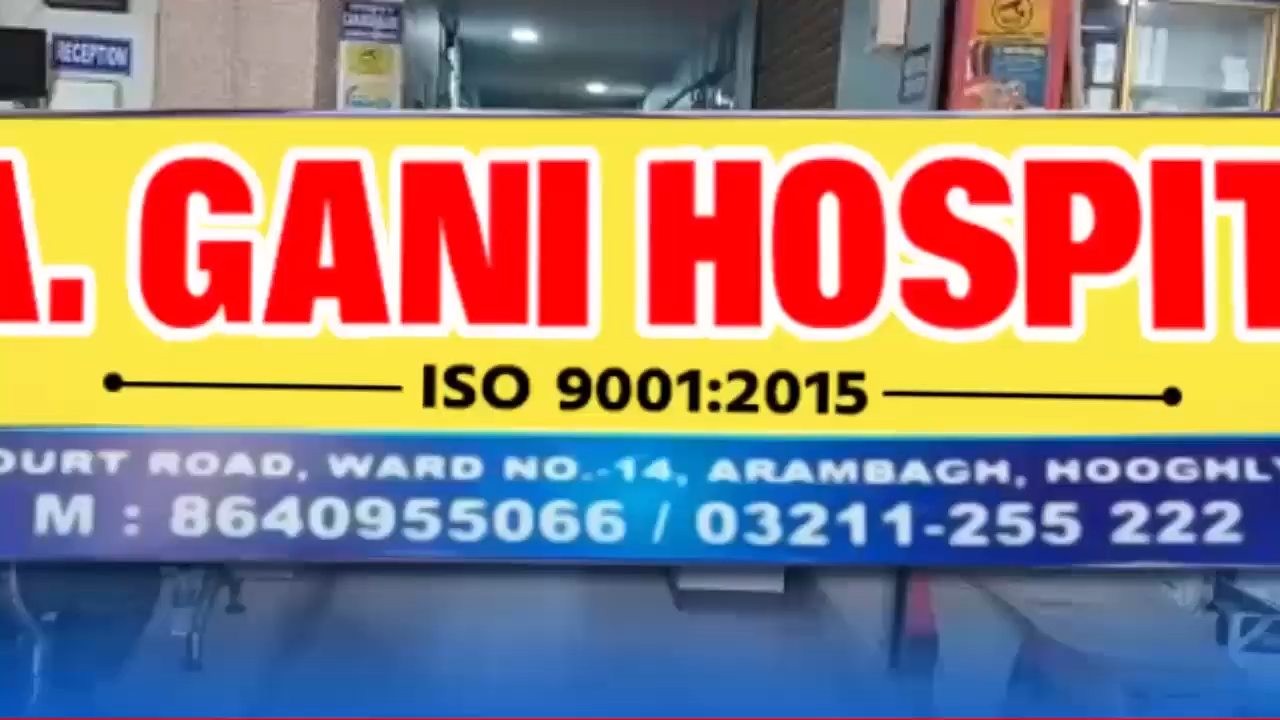 RECEPTION
A. GANI HOSPIT
ISO 9001:2015
OURT ROAD, WARD NO.-14, ARAMBAGH, HOOGHLY
M : 8640955066 / 03211-255 222